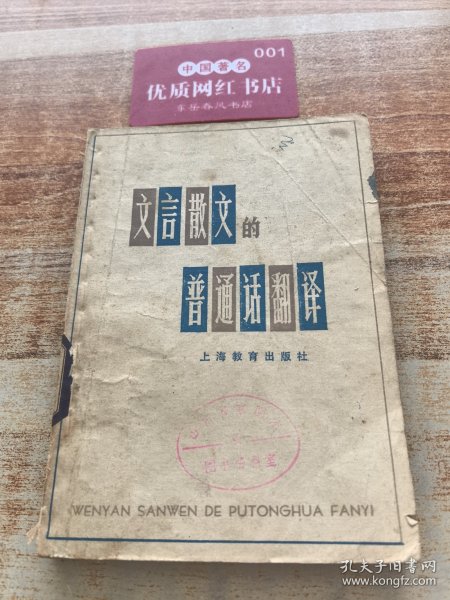 001
中国著名
优质网红书店
东岳春风书店
文言散文的
普通话翻译
上海教育出版社
WENYAN SANWEN DE PUTONGHUA FANYI
孔夫子旧书网
www.kongfz.com